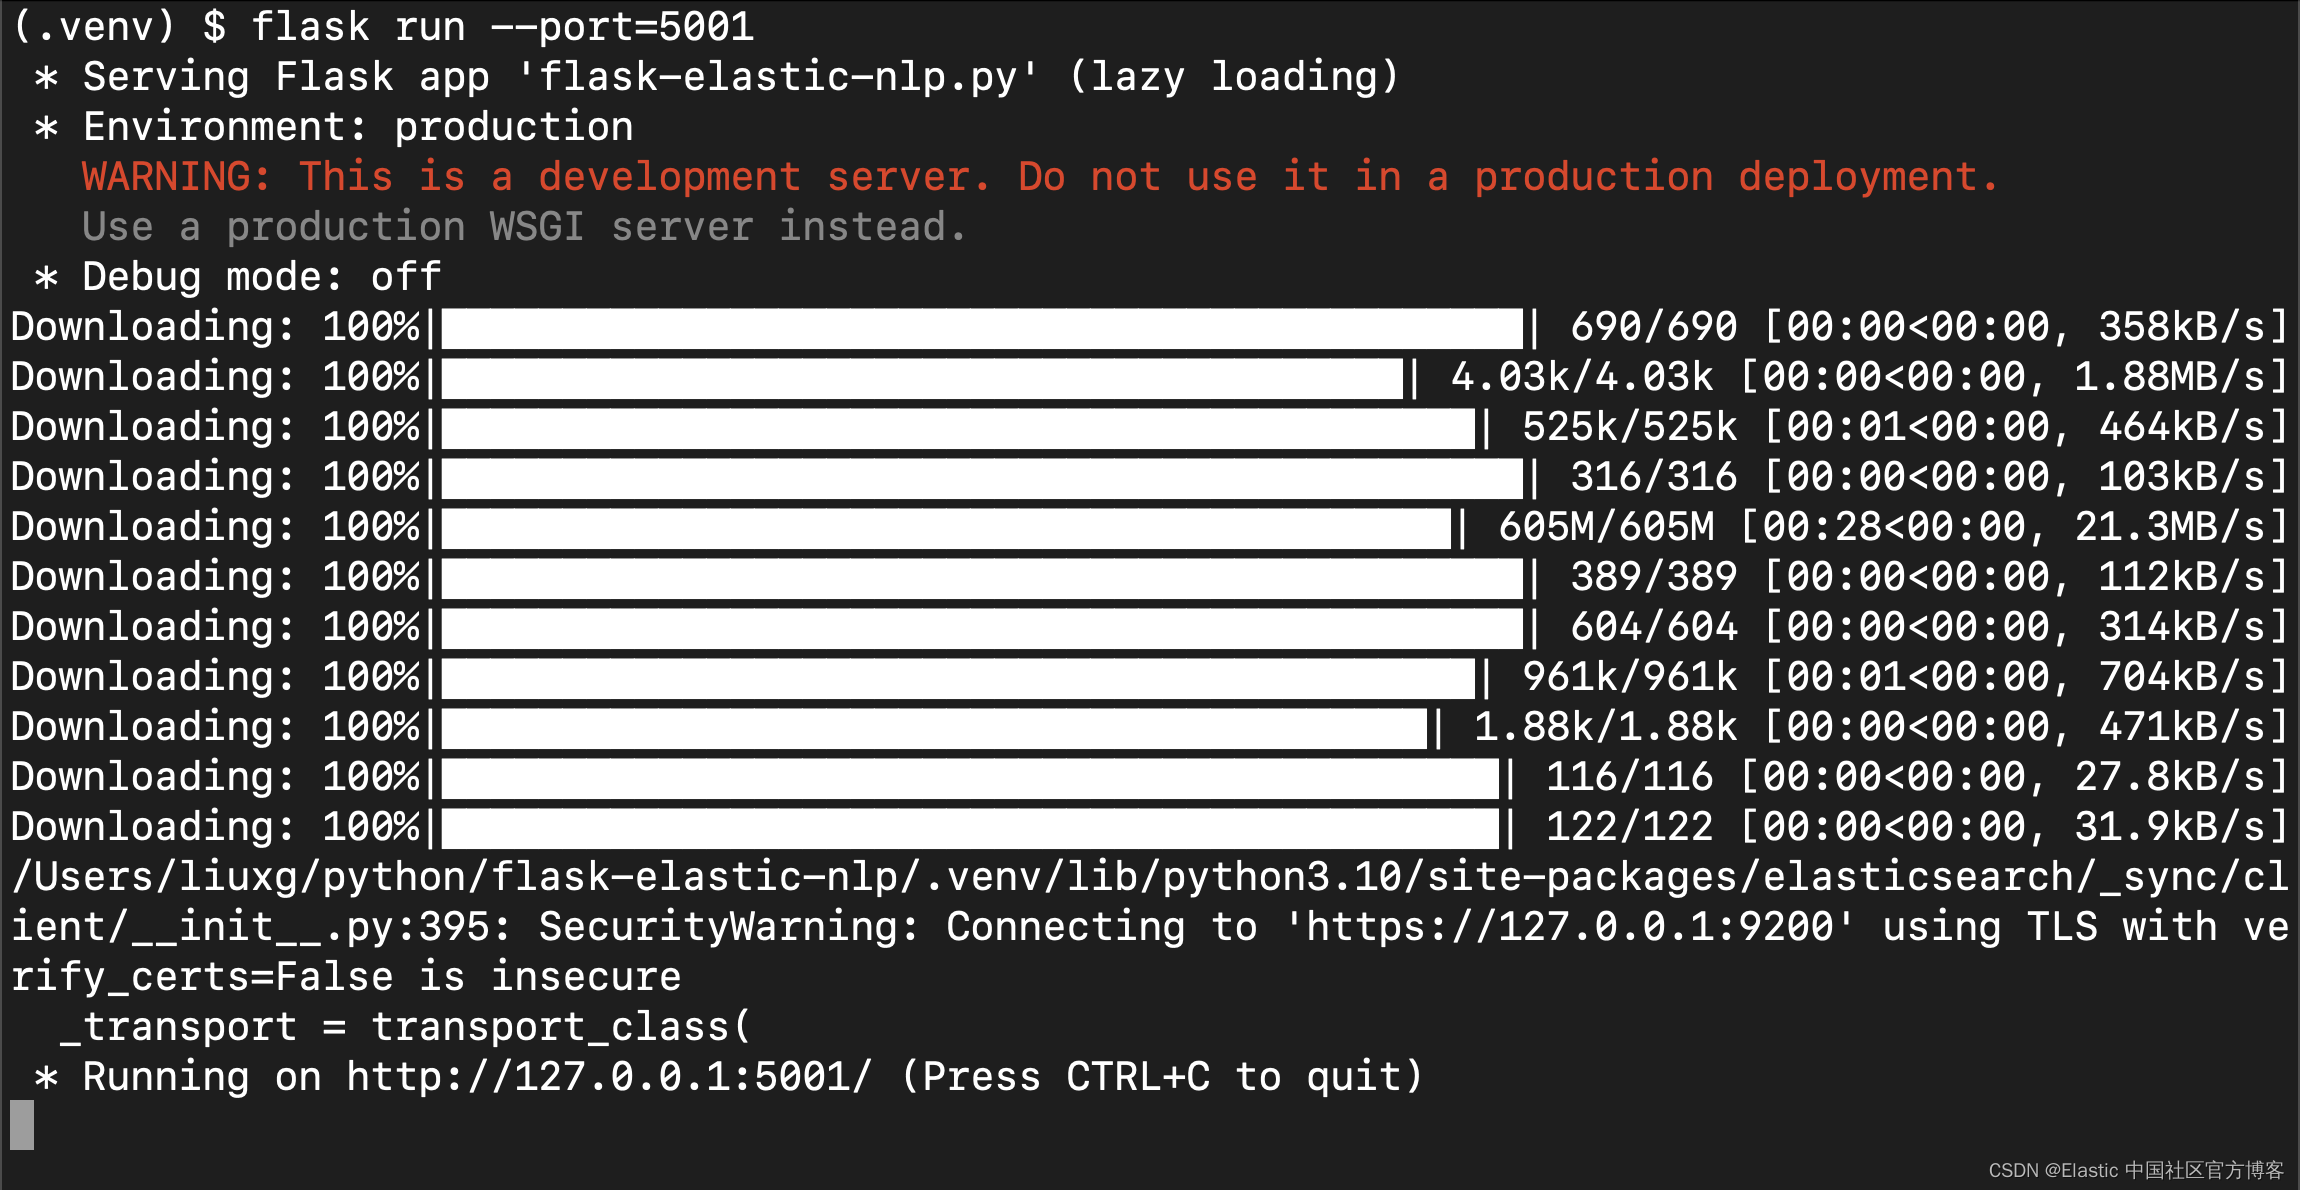 (.venv) $ flask run --port=5001
 * Serving Flask app 'flask-elastic-nlp.py' (lazy loading)
 * Environment: production
   WARNING: This is a development server. Do not use it in a production deployment.
   Use a production WSGI server instead.
 * Debug mode: off
Downloading: 100%|| 690/690 [00:00<00:00, 358kB/s]
Downloading: 100%|| 4.03k/4.03k [00:00<00:00, 1.88MB/s]
Downloading: 100%|| 525k/525k [00:01<00:00, 464kB/s]
Downloading: 100%|| 316/316 [00:00<00:00, 103kB/s]
Downloading: 100%|| 605M/605M [00:28<00:00, 21.3MB/s]
Downloading: 100%|| 389/389 [00:00<00:00, 112kB/s]
Downloading: 100%|| 604/604 [00:00<00:00, 314kB/s]
Downloading: 100%|| 961k/961k [00:01<00:00, 704kB/s]
Downloading: 100%|| 1.88k/1.88k [00:00<00:00, 471kB/s]
Downloading: 100%|| 116/116 [00:00<00:00, 27.8kB/s]
Downloading: 100%|| 122/122 [00:00<00:00, 31.9kB/s]
/Users/liuxg/python/flask-elastic-nlp/.venv/lib/python3.10/site-packages/elasticsearch/_sync/cl
ient/__init__.py:395: SecurityWarning: Connecting to 'https://127.0.0.1:9200' using TLS with ve
rify_certs=False is insecure
  _transport = transport_class(
 * Running on http://127.0.0.1:5001/ (Press CTRL+C to quit)
CSDN @Elastic 中国社区官方博客